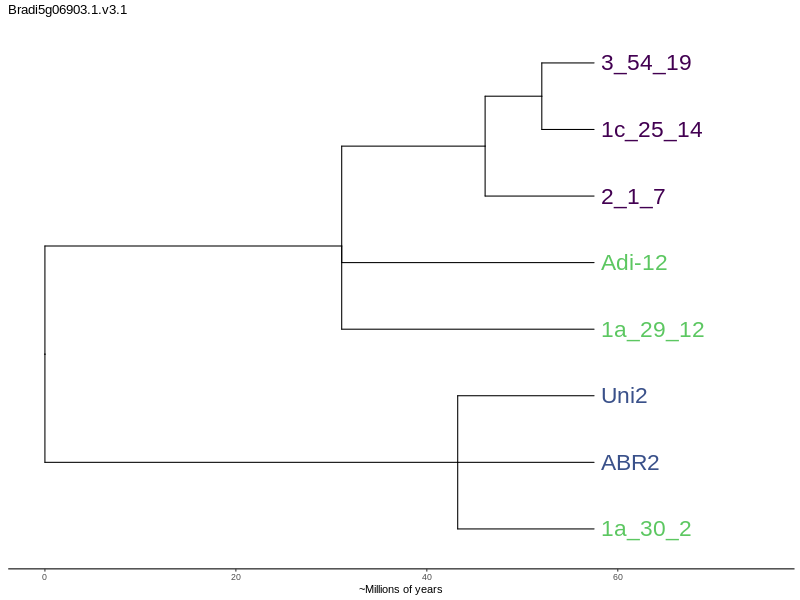 Bradi5g06903.1.v3.1
3_54_19
1c_25_14
2_1_7
Adi-12
1a_29_12
Uni2
ABR2
1a_30_2
0 20 40 60
~Millions of years